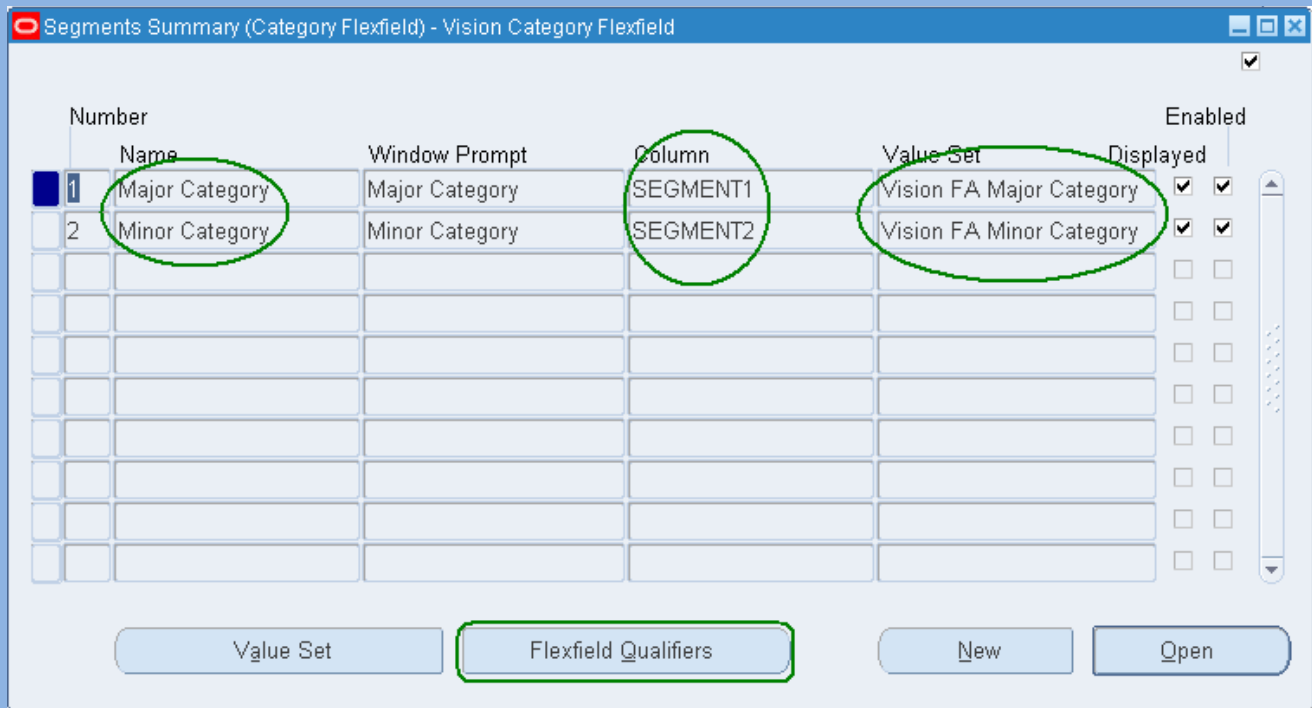 Segments Summary (Category Flexfield) - Vision Category Flexfield
Number Enabled
Name Window Prompt Column Value Set Displayed
1 Major Category Major Category SEGMENT1 Vision FA Major Category
2 Minor Category Minor Category SEGMENT2 Vision FA Minor Category
Value Set Flexfield Qualifiers New Open